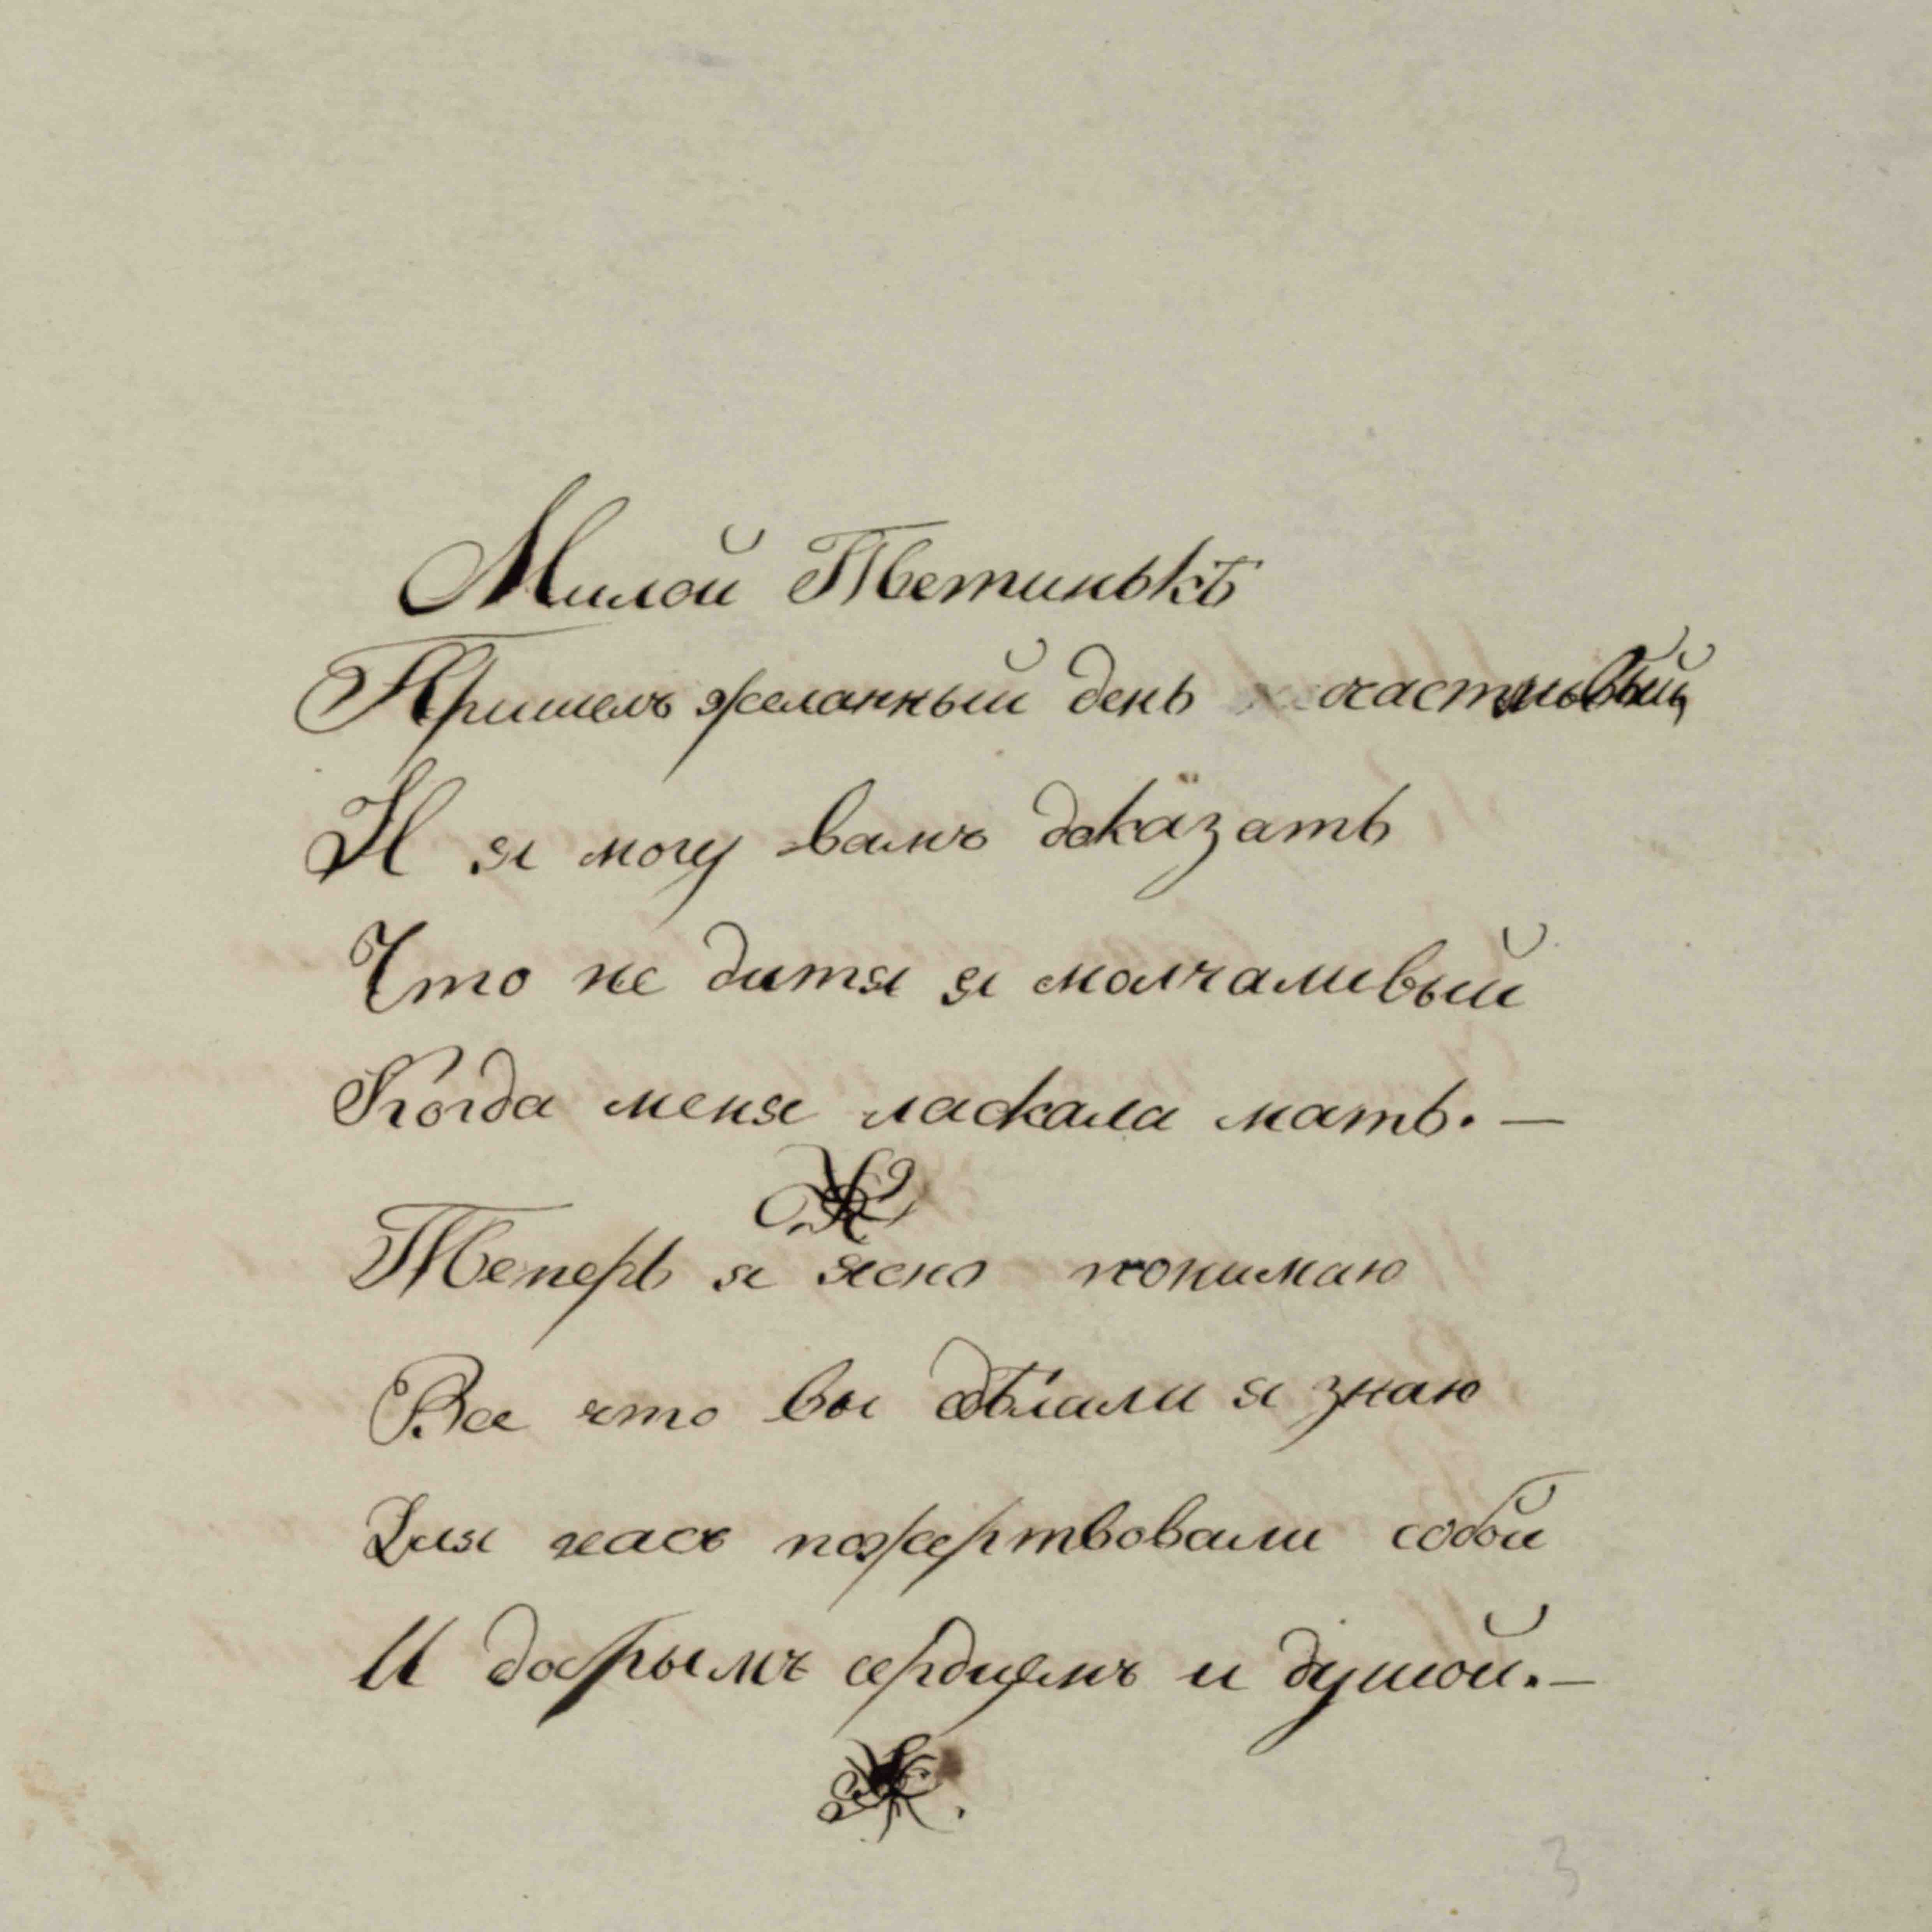 Милой Тетинькѣ
Пришелъ желанный день счастливый
И я могу вамъ доказать
Что не дитя я молчаливый
Когда меня ласкала мать. —
Теперь я ясно понимаю
Все что вы дѣлали я знаю
Для насъ пожертвовали собой
И добрымъ сердцемъ и душой. —
3